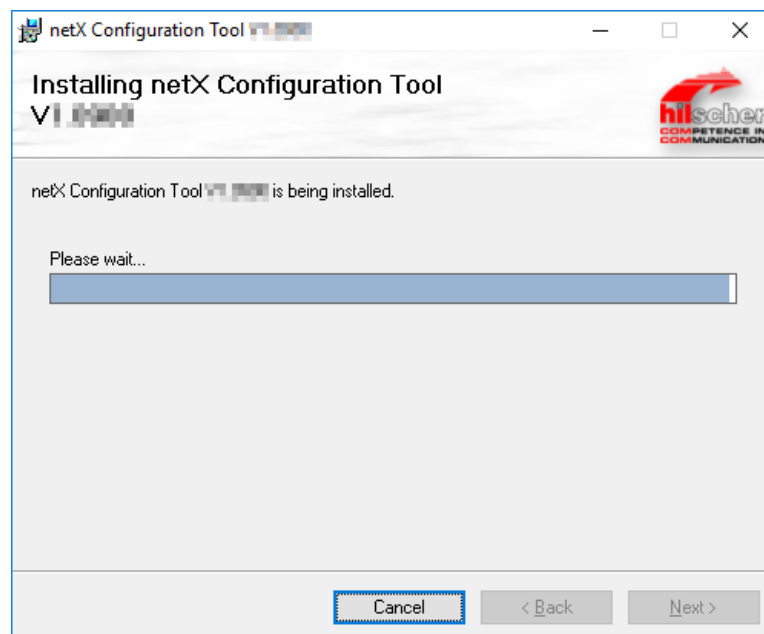 netX Configuration Tool
Installing netX Configuration Tool
hilscher
COMPETENCE IN
COMMUNICATION
netX Configuration Tool is being installed.
Please wait...
Cancel
< Back
Next >